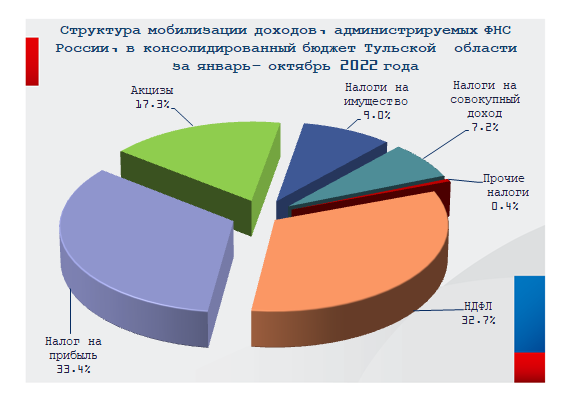 Структура мобилизации доходов, администрируемых ФНС
России, в консолидированный бюджет Тульской области
за январь- октябрь 2022 года
Акцизы
17.3%
Налоги на
имущество
9.0%
Налоги на
совокупный
доход
7.2%
Прочие
налоги
0.4%
НДФЛ
32.7%
Налог на
прибыль
33.4%